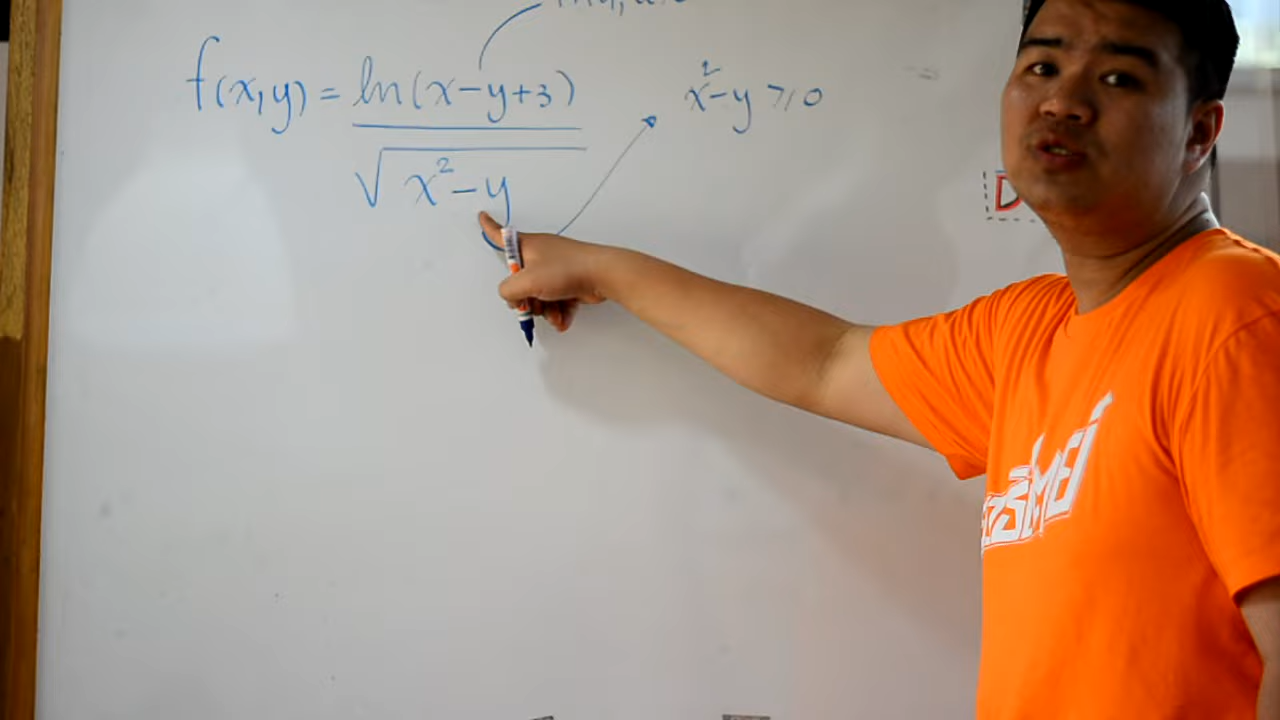 f(x,y) = ln(x-y+3) / √(x²-y)
x²-y ≥ 0
D